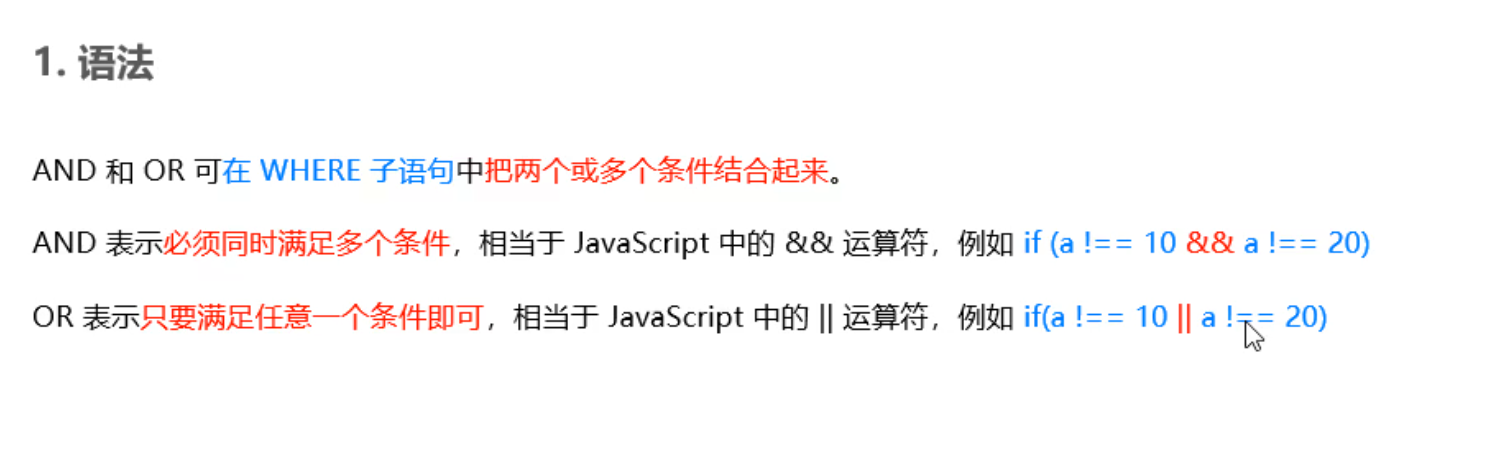 1. 语法
AND 和 OR 可在 WHERE 子语句中把两个或多个条件结合起来。
AND 表示必须同时满足多个条件，相当于 JavaScript 中的 && 运算符，例如 if (a !== 10 && a !== 20)
OR 表示只要满足任意一个条件即可，相当于 JavaScript 中的 || 运算符，例如 if(a !== 10 || a !== 20)